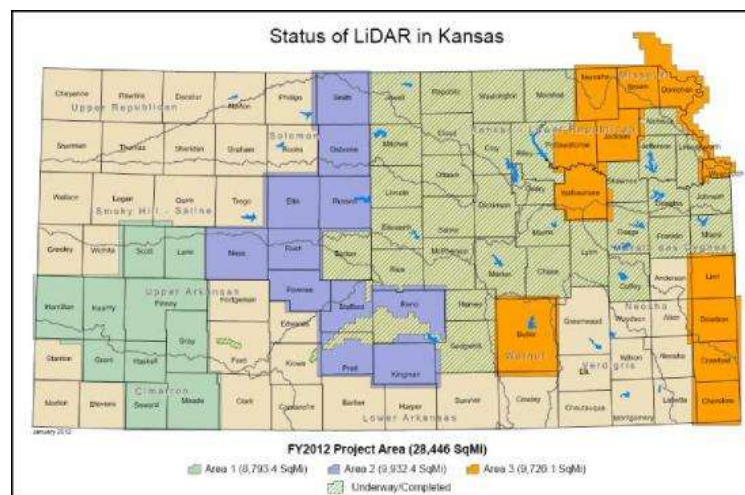 Status of LiDAR in Kansas
Cheyenne Rawlins Decatur Norton Phillips Smith Jewell Republic Washington Marshall Brown Doniphan
Upper Republican Missouri
Solomon Kansas - Lower Republican
Sherman Thomas Sheridan Graham Rooks Osborne Mitchell Cloud Clay Riley Pottawatomie Jackson Jefferson
Wallace Logan Gove Trego Ellis Russell Lincoln Ottawa Dickinson Wabaunsee Douglas Johnson
Smoky Hill - Saline
Greeley Wichita Scott Lane Ness Rush Barton Ellsworth Saline McPherson Marion Morris Chase Lyon Osage Franklin Miami
Marais des Cygnes
Upper Arkansas
Hamilton Kearny Finney Hodgeman Pawnee Stafford Rice Reno Harvey Coffey Anderson Linn
Neosho
Gray Ford Edwards Kiowa Pratt Kingman Sedgwick Butler Greenwood Woodson Allen Bourbon
Walnut Verdigris
Stanton Grant Haskell Elk Wilson Neosho Crawford
Cimarron
Morton Stevens Seward Meade Clark Comanche Barber Harper Sumner Cowley Chautauqua Montgomery Labette Cherokee
Lower Arkansas
January 2012
FY2012 Project Area (28,446 SqMi)
Area 1 (8,793.4 SqMi) Area 2 (9,932.4 SqMi) Area 3 (9,726.1 SqMi)
Underway/Completed